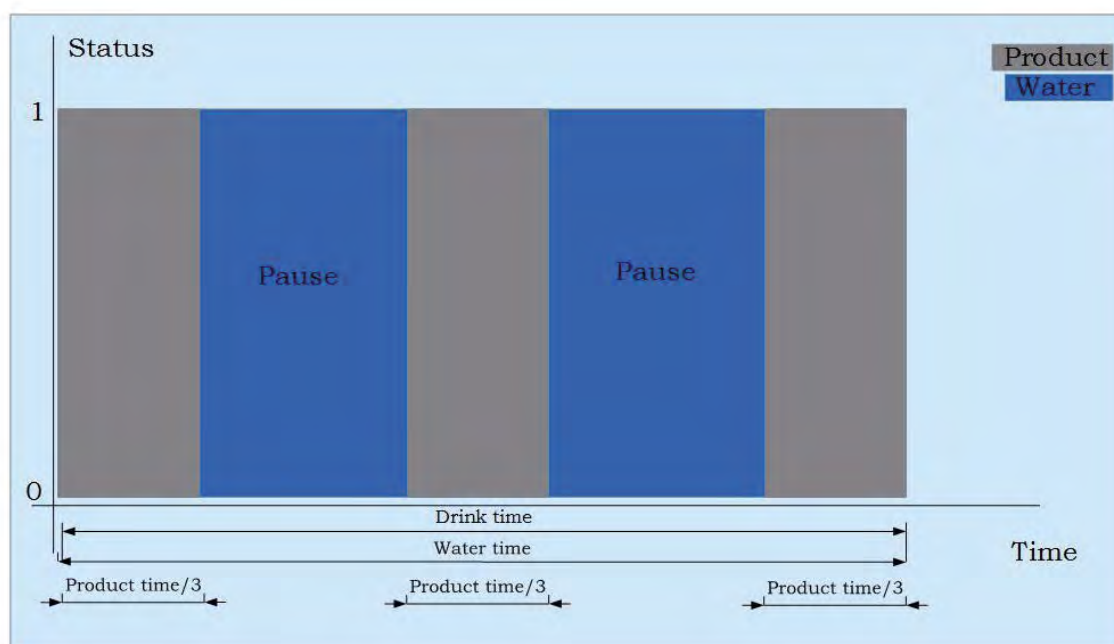 Status
Product
Water
1
Pause
Pause
0
Drink time
Water time
Time
Product time/3
Product time/3
Product time/3